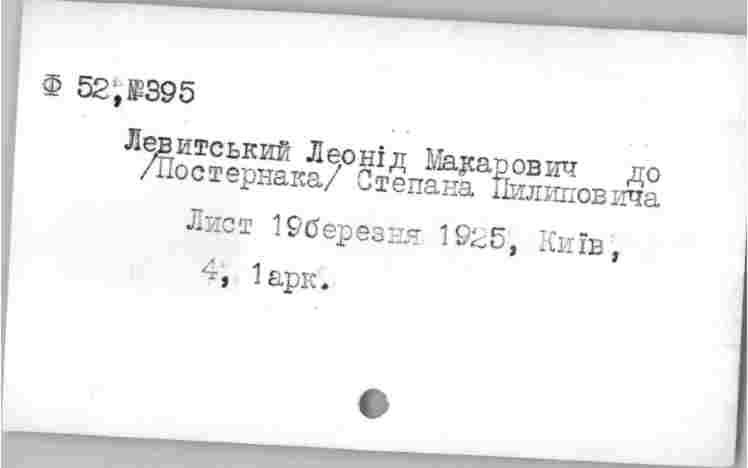 Ф 52, №395
Левитський Леонід Макарович до
/Постернака/ Степана Пилиповича
Лист 19березня 1925, Київ,
4, 1арк.